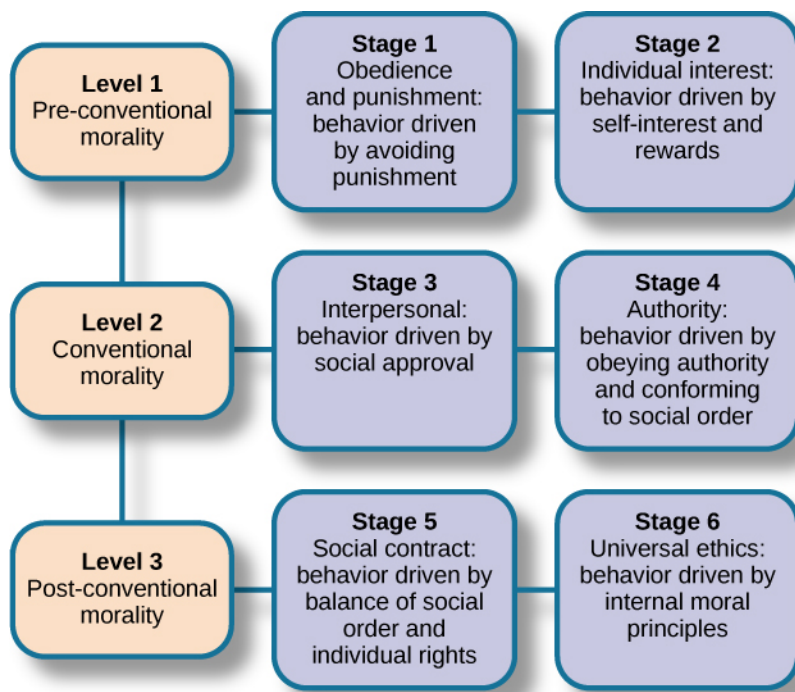 Level 1
Pre-conventional
morality
Stage 1
Obedience
and punishment:
behavior driven
by avoiding
punishment
Stage 2
Individual interest:
behavior driven by
self-interest and
rewards
Level 2
Conventional
morality
Stage 3
Interpersonal:
behavior driven by
social approval
Stage 4
Authority:
behavior driven by
obeying authority
and conforming
to social order
Level 3
Post-conventional
morality
Stage 5
Social contract:
behavior driven by
balance of social
order and
individual rights
Stage 6
Universal ethics:
behavior driven by
internal moral
principles